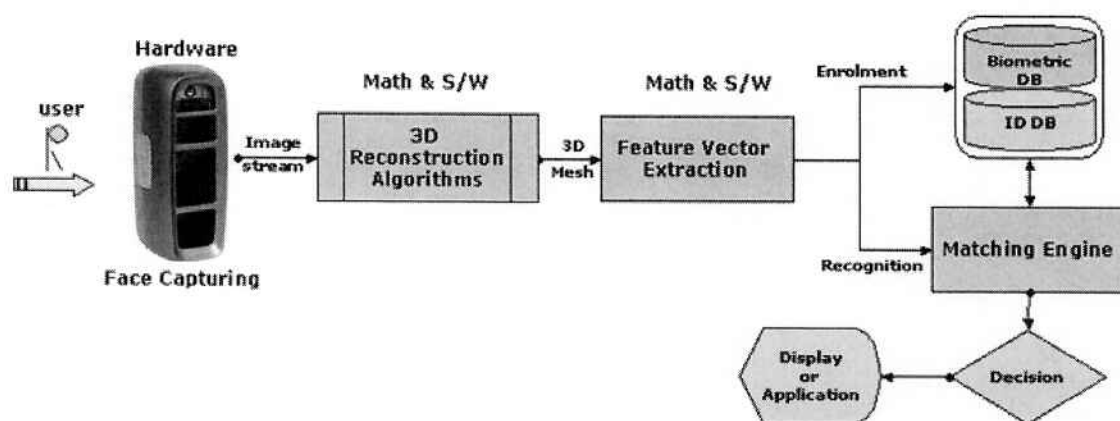 Hardware
user
Face Capturing
Image
stream
Math & S/W
3D
Reconstruction
Algorithms
3D
Mesh
Math & S/W
Feature Vector
Extraction
Enrolment
Biometric
DB
ID DB
Recognition
Matching Engine
Decision
Display
or
Application